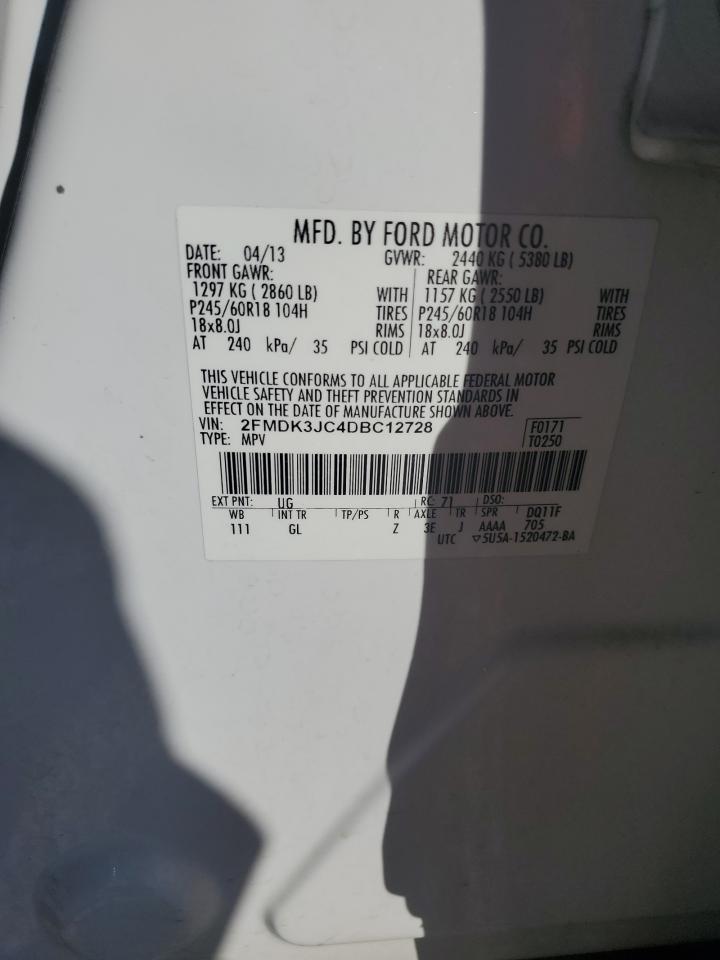 MFD. BY FORD MOTOR CO.
DATE: 04/13 GVWR: 2440 KG ( 5380 LB)
FRONT GAWR: REAR GAWR:
1297 KG ( 2860 LB) WITH 1157 KG ( 2550 LB) WITH
P245/60R18 104H TIRES P245/60R18 104H TIRES
18x8.0J RIMS 18x8.0J RIMS
AT 240 kPa/ 35 PSI COLD AT 240 kPa/ 35 PSI COLD
THIS VEHICLE CONFORMS TO ALL APPLICABLE FEDERAL MOTOR
VEHICLE SAFETY AND THEFT PREVENTION STANDARDS IN
EFFECT ON THE DATE OF MANUFACTURE SHOWN ABOVE.
VIN: 2FMDK3JC4DBC12728 F0171
TYPE: MPV T0250
EXT PNT: UG RC: 71 DSO:
WB INT TR TP/PS R AXLE TR SPR DQ11F
111 GL Z 3E J AAAA 705
UTC ▽5U5A-1520472-BA